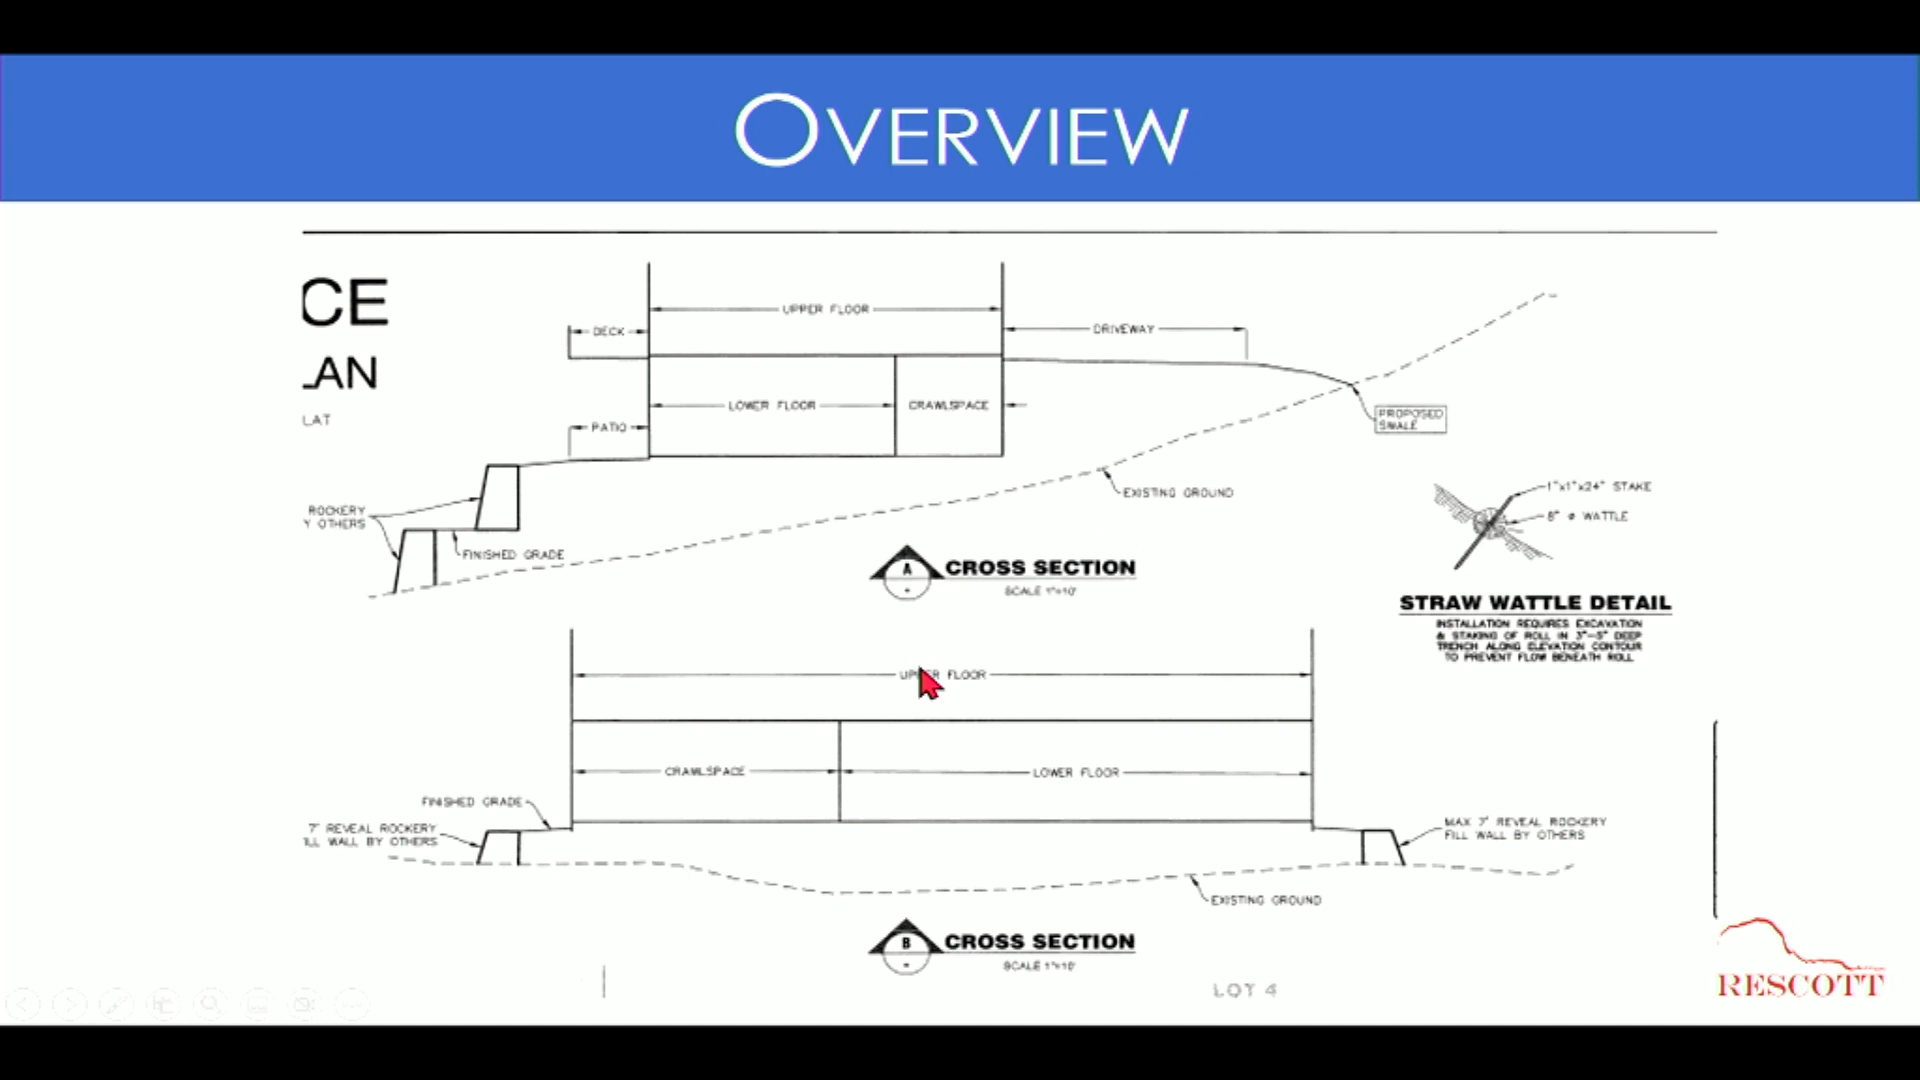 OVERVIEW
CE
LAN
LAT
UPPER FLOOR
DECK
DRIVEWAY
LOWER FLOOR
CRAWLSPACE
PATIO
PROPOSED
SWALE
ROCKERY
Y OTHERS
FINISHED GRADE
EXISTING GROUND
A
CROSS SECTION
SCALE 1"=10'
1"x1"x24" STAKE
8" ø WATTLE
STRAW WATTLE DETAIL
INSTALLATION REQUIRES EXCAVATION
& STAKING OF ROLL IN 3"-5" DEEP
TRENCH ALONG ELEVATION CONTOUR
TO PREVENT FLOW BENEATH ROLL
UPPER FLOOR
CRAWLSPACE
LOWER FLOOR
FINISHED GRADE
7' REVEAL ROCKERY
ILL WALL BY OTHERS
MAX 7' REVEAL ROCKERY
FILL WALL BY OTHERS
EXISTING GROUND
B
CROSS SECTION
SCALE 1"=10'
LOT 4
RESCOTT